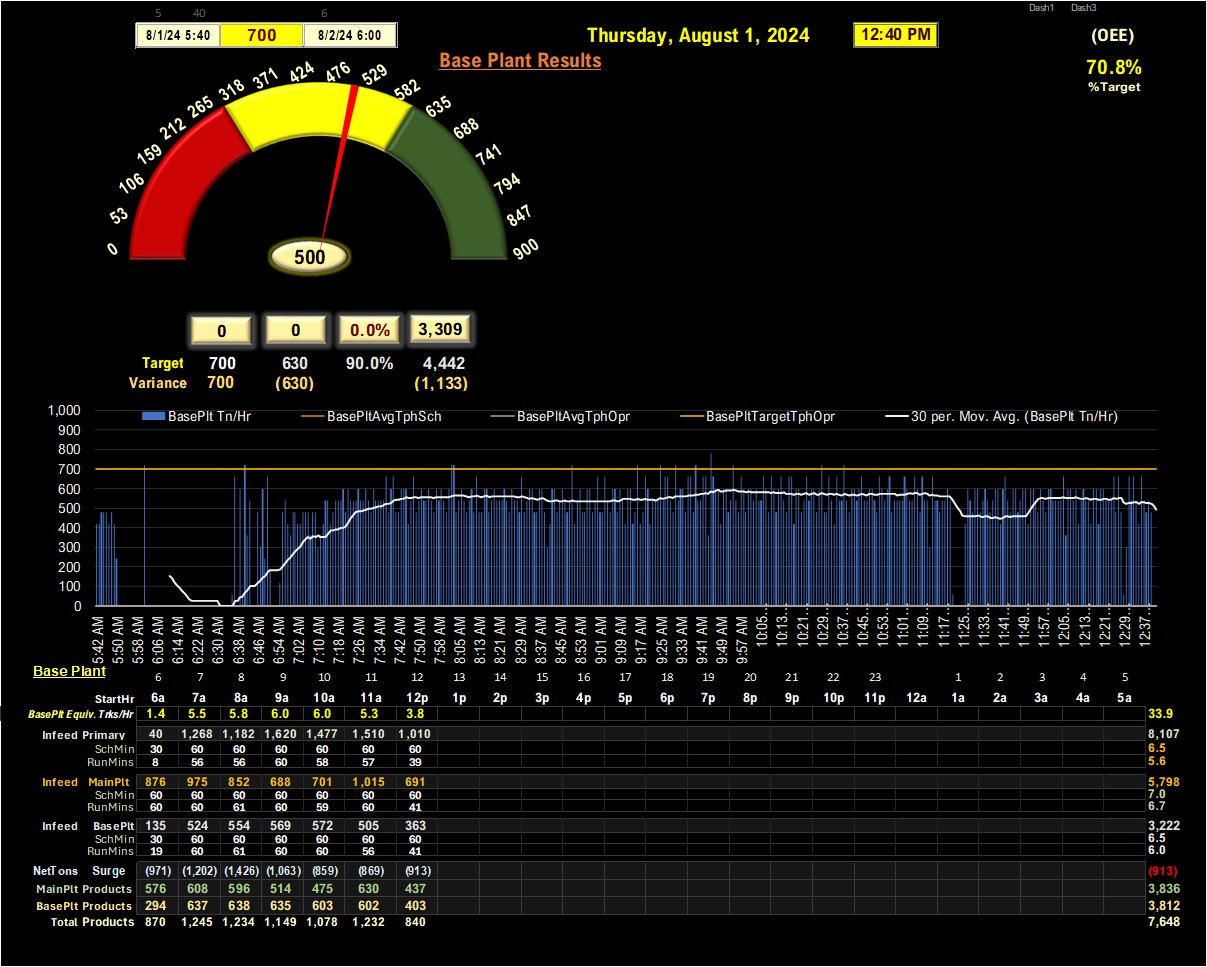 Dash1 Dash3
5 40 6
8/1/24 5:40 700 8/2/24 6:00
Thursday, August 1, 2024 12:40 PM (OEE)
Base Plant Results
70.8%
%Target
0 53 106 159 212 265 318 371 424 476 529 582 635 688 741 794 847 900
500
0 0 0.0% 3,309
Target 700 630 90.0% 4,442
Variance 700 (630) (1,133)
BasePlt Tn/Hr BasePltAvgTphSch BasePltAvgTphOpr BasePltTargetTphOpr 30 per. Mov. Avg. (BasePlt Tn/Hr)
1,000
900
800
700
600
500
400
300
200
100
0
5:42 AM 5:50 AM 5:58 AM 6:06 AM 6:14 AM 6:22 AM 6:30 AM 6:38 AM 6:46 AM 6:54 AM 7:02 AM 7:10 AM 7:18 AM 7:26 AM 7:34 AM 7:42 AM 7:50 AM 7:58 AM 8:05 AM 8:13 AM 8:21 AM 8:29 AM 8:37 AM 8:45 AM 8:53 AM 9:01 AM 9:09 AM 9:17 AM 9:25 AM 9:33 AM 9:41 AM 9:49 AM 9:57 AM 10:05… 10:13… 10:21… 10:29… 10:37… 10:45… 10:53… 11:01… 11:09… 11:17… 11:25… 11:33… 11:41… 11:49… 11:57… 12:05… 12:13… 12:21… 12:29… 12:37…
Base Plant
6 7 8 9 10 11 12 13 14 15 16 17 18 19 20 21 22 23 1 2 3 4 5
StartHr 6a 7a 8a 9a 10a 11a 12p 1p 2p 3p 4p 5p 6p 7p 8p 9p 10p 11p 12a 1a 2a 3a 4a 5a
BasePlt Equiv. Trks/Hr 1.4 5.5 5.8 6.0 6.0 5.3 3.8 33.9
Infeed Primary 40 1,268 1,182 1,620 1,477 1,510 1,010 8,107
SchMin 30 60 60 60 60 60 60 6.5
RunMins 8 56 56 60 58 57 39 5.6
Infeed MainPlt 876 975 852 688 701 1,015 691 5,798
SchMin 60 60 60 60 60 60 60 7.0
RunMins 60 60 61 60 59 60 41 6.7
Infeed BasePlt 135 524 554 569 572 505 363 3,222
SchMin 30 60 60 60 60 60 60 6.5
RunMins 19 60 61 60 60 56 41 6.0
NetTons Surge (971) (1,202) (1,426) (1,063) (859) (869) (913) (913)
MainPlt Products 576 608 596 514 475 630 437 3,836
BasePlt Products 294 637 638 635 603 602 403 3,812
Total Products 870 1,245 1,234 1,149 1,078 1,232 840 7,648